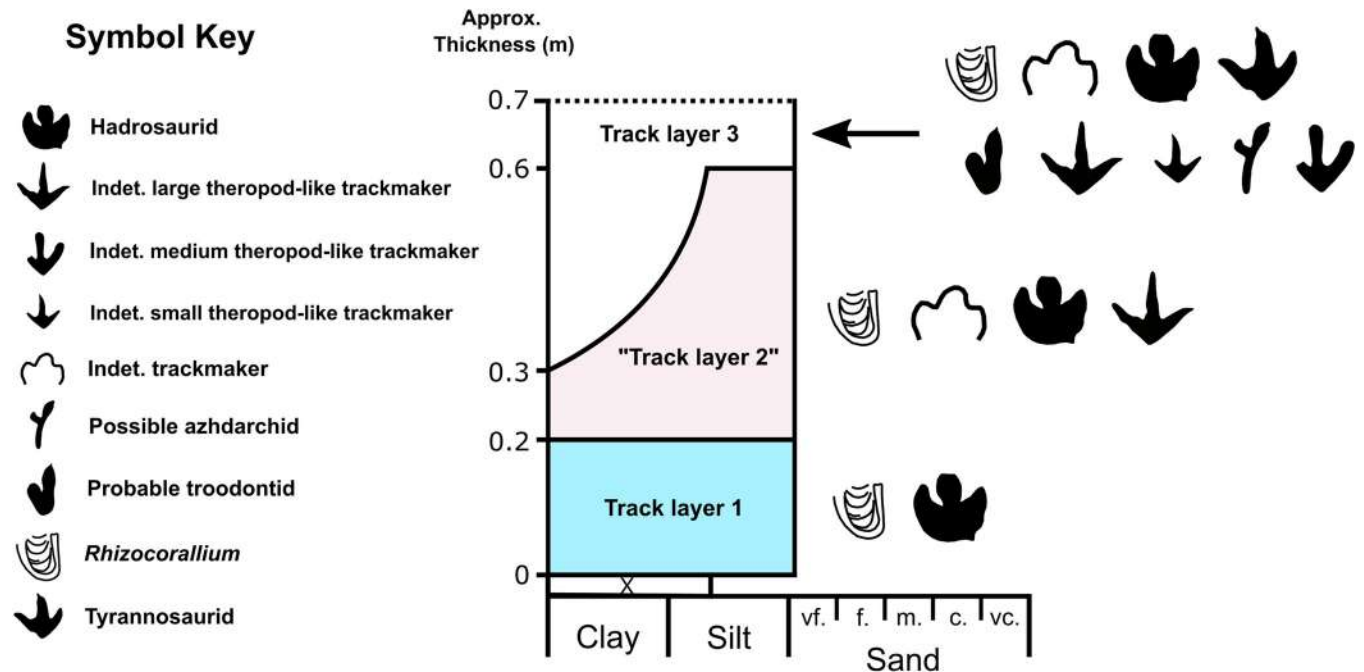 Symbol Key
Hadrosaurid
Indet. large theropod-like trackmaker
Indet. medium theropod-like trackmaker
Indet. small theropod-like trackmaker
Indet. trackmaker
Possible azhdarchid
Probable troodontid
Rhizocorallium
Tyrannosaurid
Approx.
Thickness (m)
0.7
0.6
0.3
0.2
0
Track layer 3
"Track layer 2"
Track layer 1
X
Clay
Silt
vf. f. m. c. vc.
Sand